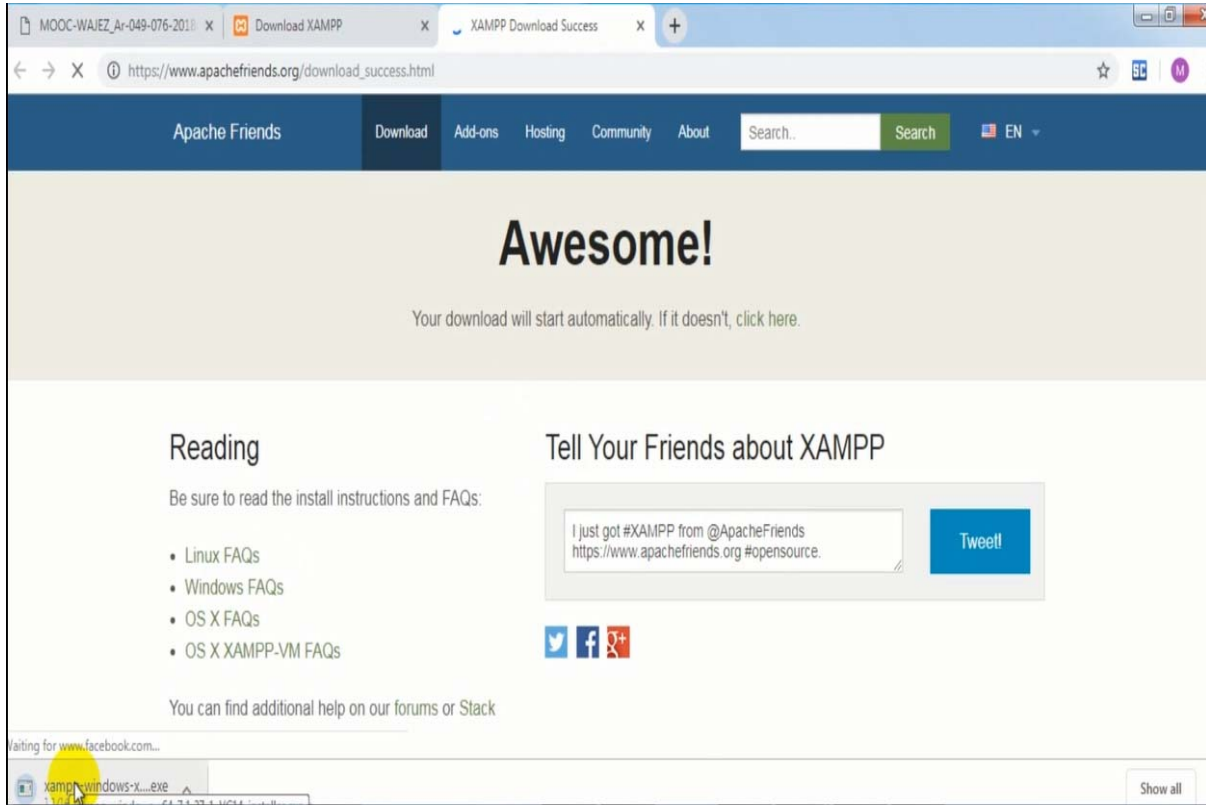 MOOC-WAJEZ_Ar-049-076-2018
Download XAMPP
XAMPP Download Success
https://www.apachefriends.org/download_success.html
SC
M
Apache Friends
Download
Add-ons
Hosting
Community
About
Search..
Search
EN
Awesome!
Your download will start automatically. If it doesn't, click here.
Reading
Be sure to read the install instructions and FAQs:
• Linux FAQs
• Windows FAQs
• OS X FAQs
• OS X XAMPP-VM FAQs
You can find additional help on our forums or Stack
Tell Your Friends about XAMPP
I just got #XAMPP from @ApacheFriends
https://www.apachefriends.org #opensource.
Tweet!
Waiting for www.facebook.com...
xampp-windows-x....exe
Show all